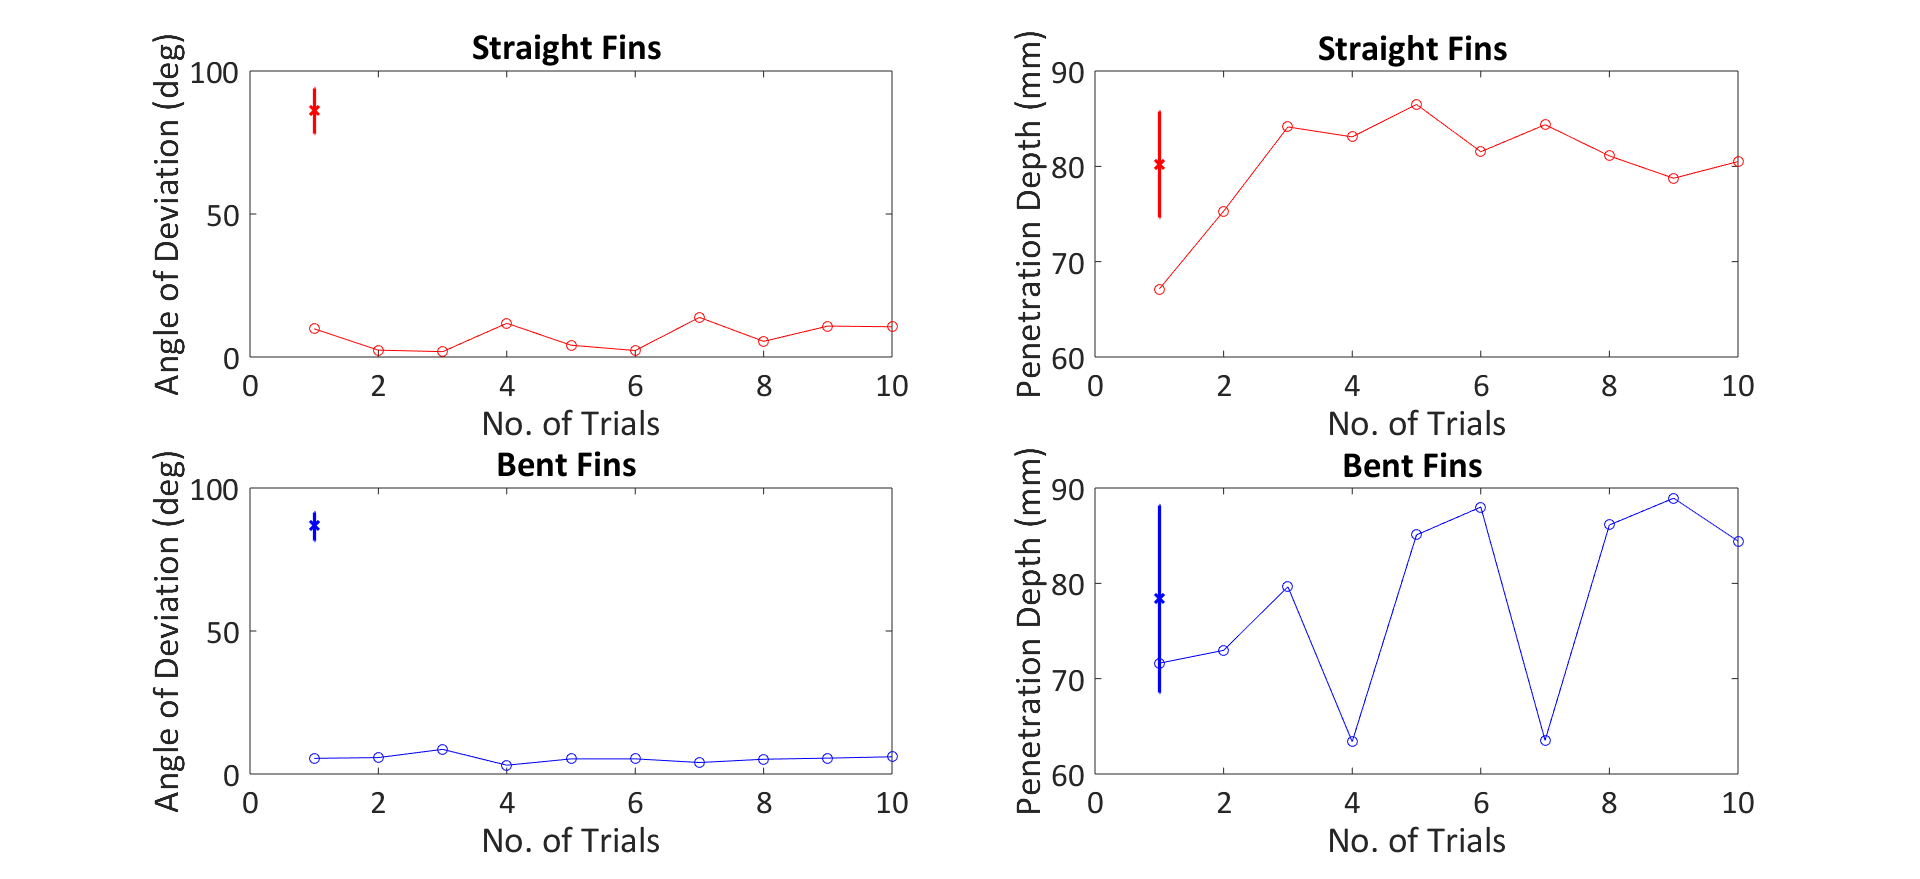 Straight Fins
Angle of Deviation (deg)
100
50
0
0 2 4 6 8 10
No. of Trials
Straight Fins
Penetration Depth (mm)
90
80
70
60
0 2 4 6 8 10
No. of Trials
Bent Fins
Angle of Deviation (deg)
100
50
0
0 2 4 6 8 10
No. of Trials
Bent Fins
Penetration Depth (mm)
90
80
70
60
0 2 4 6 8 10
No. of Trials